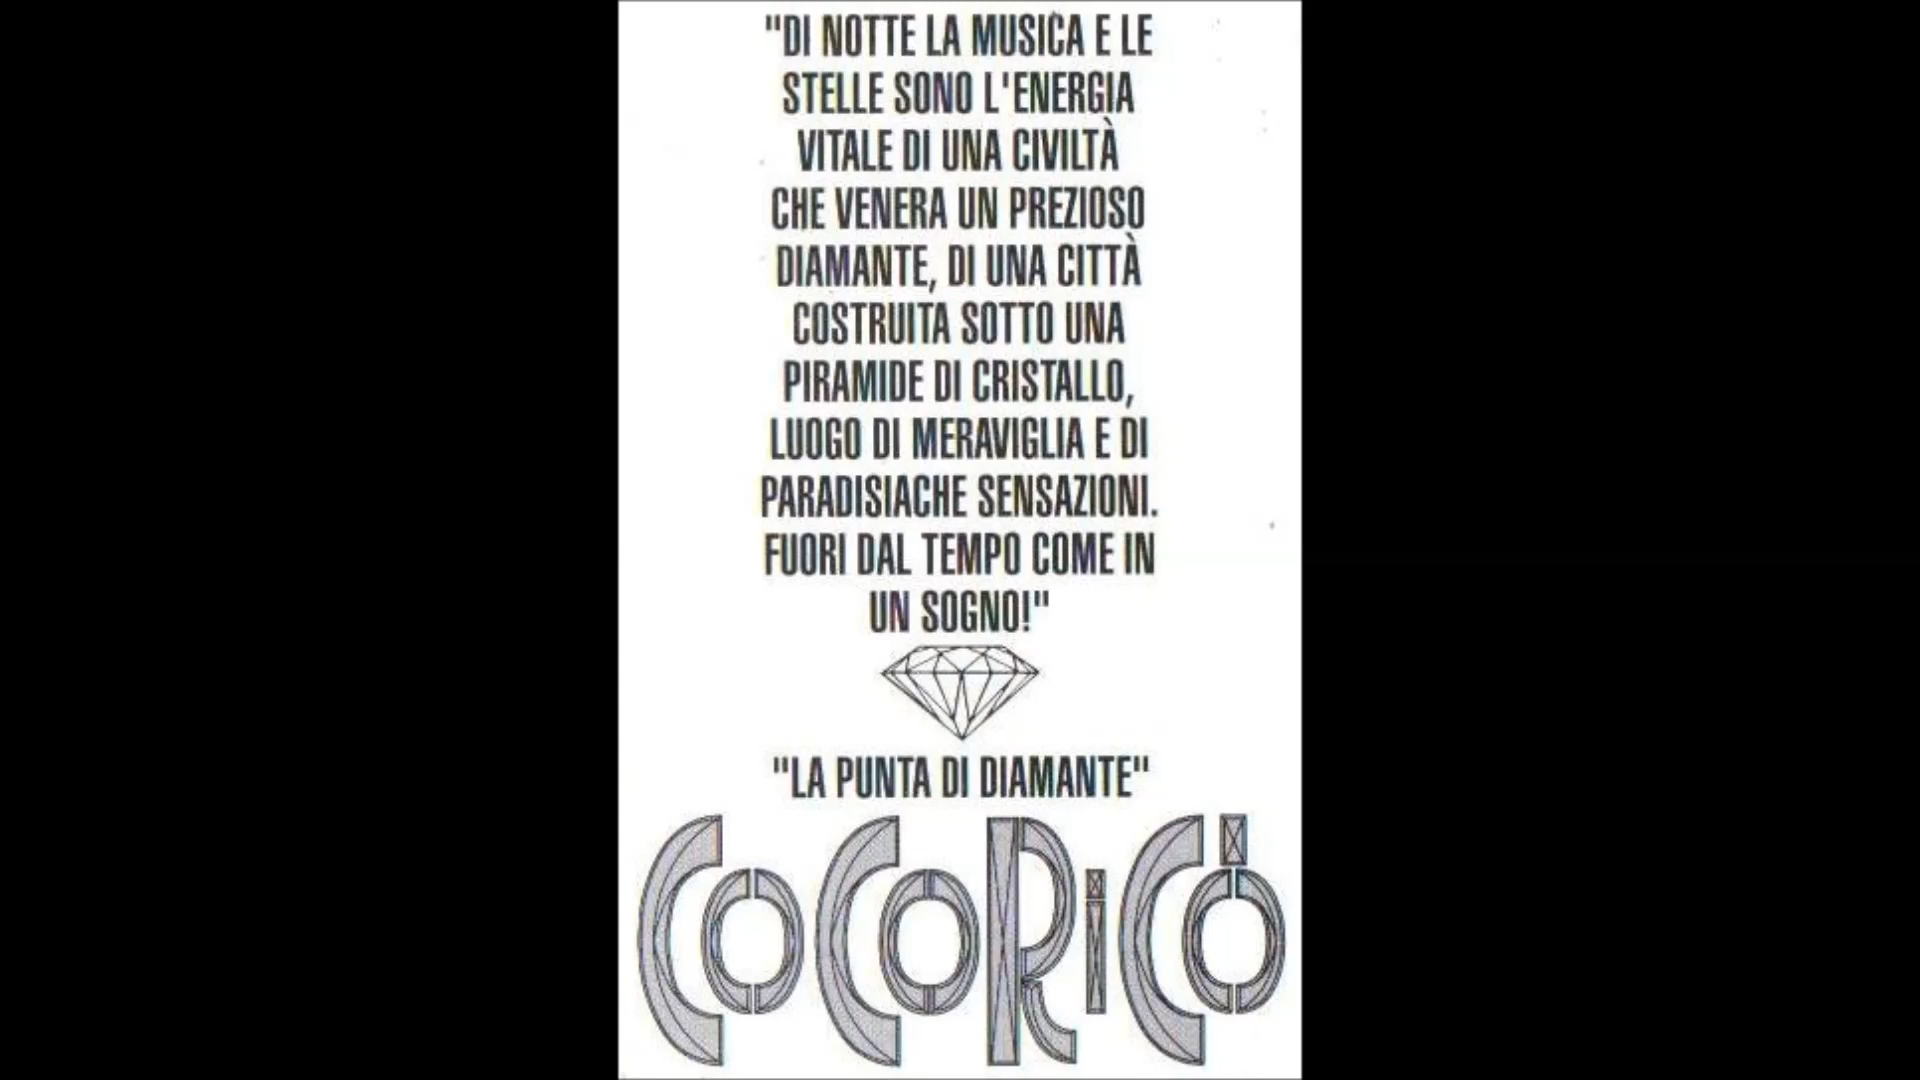 "DI NOTTE LA MUSICA E LE
STELLE SONO L'ENERGIA
VITALE DI UNA CIVILTÀ
CHE VENERA UN PREZIOSO
DIAMANTE, DI UNA CITTÀ
COSTRUITA SOTTO UNA
PIRAMIDE DI CRISTALLO,
LUOGO DI MERAVIGLIA E DI
PARADISIACHE SENSAZIONI.
FUORI DAL TEMPO COME IN
UN SOGNO!"
"LA PUNTA DI DIAMANTE"
COCORiCÒ